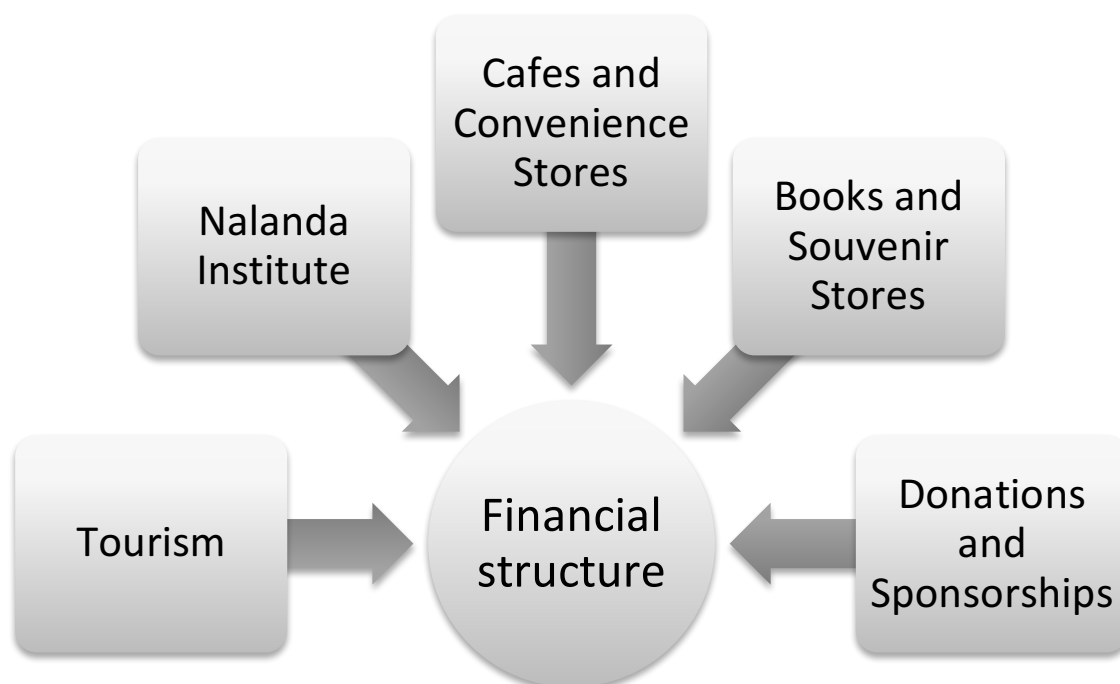 Cafes and
Convenience
Stores
Nalanda
Institute
Books and
Souvenir
Stores
Tourism
Financial
structure
Donations
and
Sponsorships